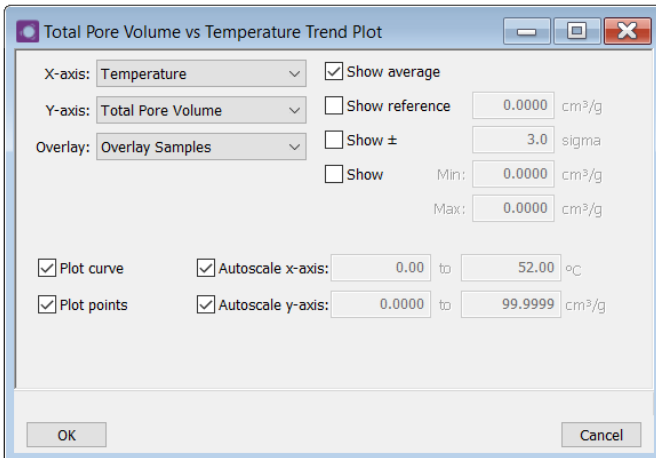 Total Pore Volume vs Temperature Trend Plot
X-axis: Temperature
Show average
Y-axis: Total Pore Volume
Show reference 0.0000 cm³/g
Overlay: Overlay Samples
Show ± 3.0 sigma
Show Min: 0.0000 cm³/g
Max: 0.0000 cm³/g
Plot curve
Autoscale x-axis: 0.00 to 52.00 °C
Plot points
Autoscale y-axis: 0.0000 to 99.9999 cm³/g
OK
Cancel